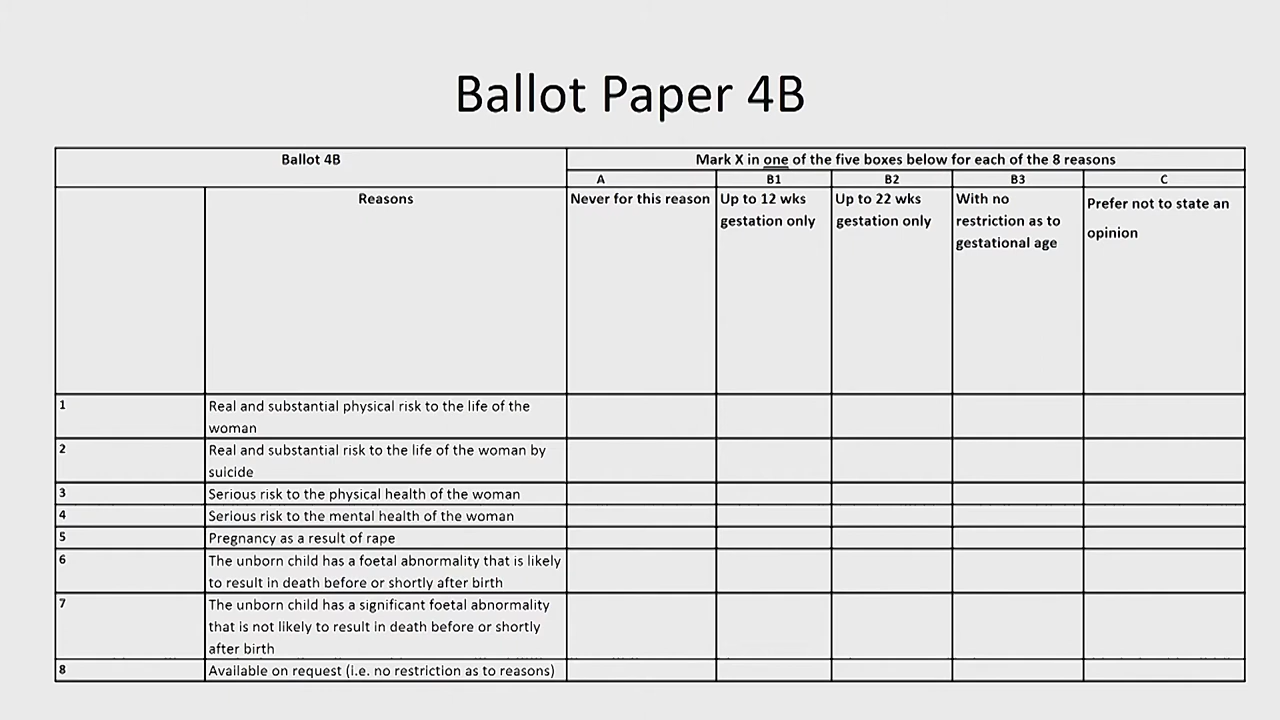 Ballot Paper 4B
Ballot 4B
Mark X in one of the five boxes below for each of the 8 reasons
A B1 B2 B3 C
Reasons
Never for this reason
Up to 12 wks
gestation only
Up to 22 wks
gestation only
With no
restriction as to
gestational age
Prefer not to state an
opinion
1 Real and substantial physical risk to the life of the
woman
2 Real and substantial risk to the life of the woman by
suicide
3 Serious risk to the physical health of the woman
4 Serious risk to the mental health of the woman
5 Pregnancy as a result of rape
6 The unborn child has a foetal abnormality that is likely
to result in death before or shortly after birth
7 The unborn child has a significant foetal abnormality
that is not likely to result in death before or shortly
after birth
8 Available on request (i.e. no restriction as to reasons)